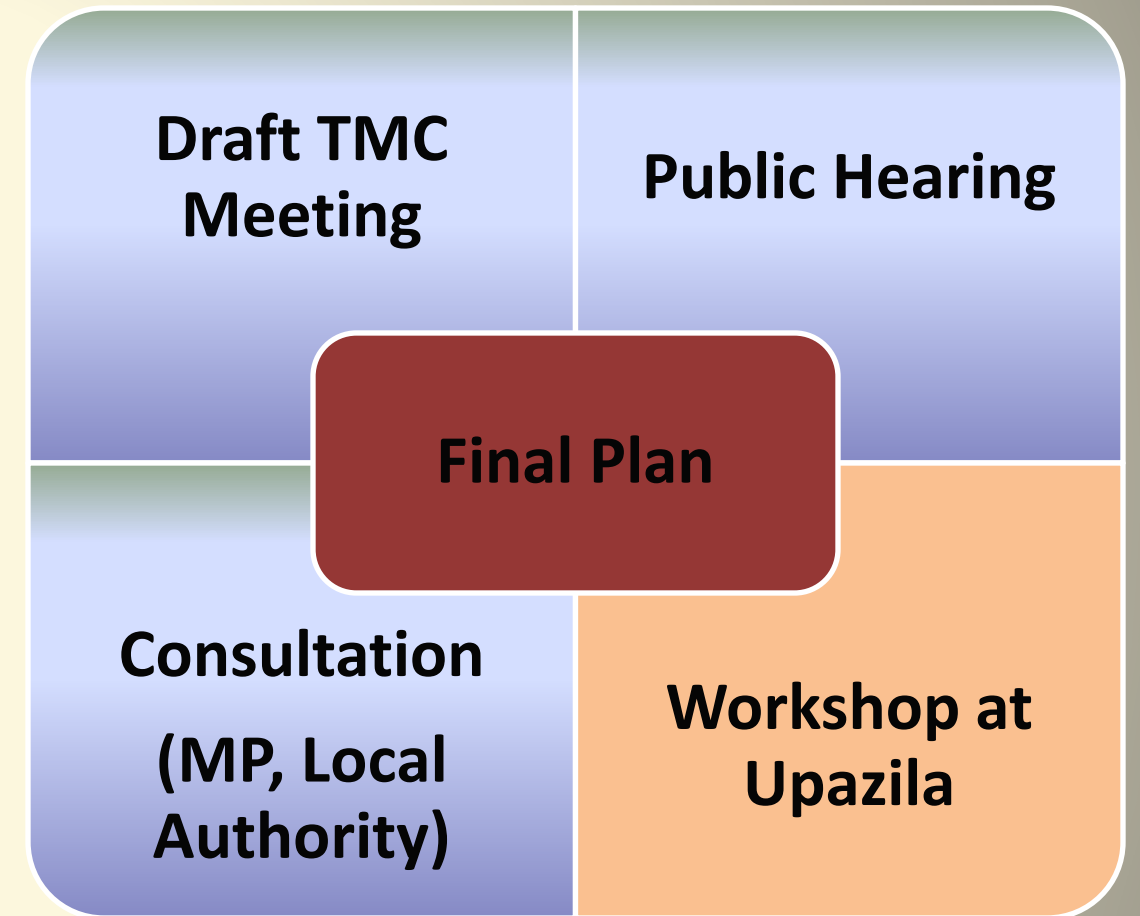 Draft TMC
Meeting
Public Hearing
Final Plan
Consultation
(MP, Local
Authority)
Workshop at
Upazila